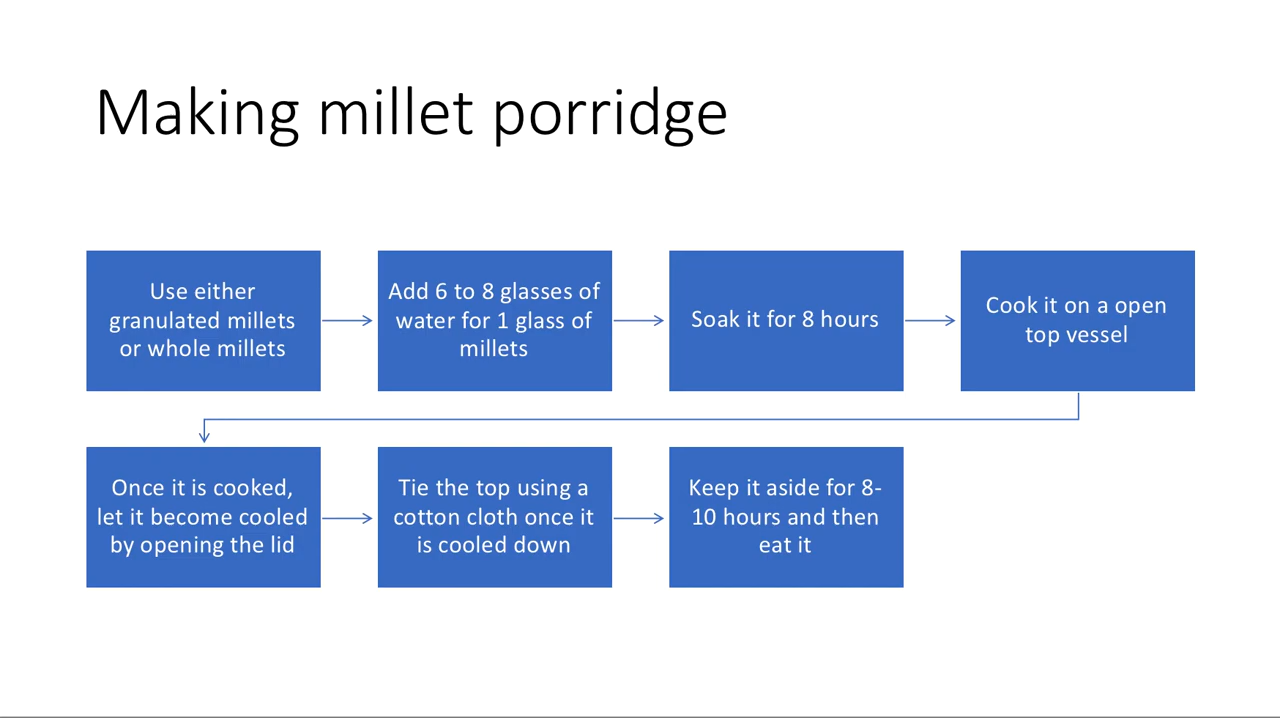 Making millet porridge
Use either
granulated millets
or whole millets
Add 6 to 8 glasses of
water for 1 glass of
millets
Soak it for 8 hours
Cook it on a open
top vessel
Once it is cooked,
let it become cooled
by opening the lid
Tie the top using a
cotton cloth once it
is cooled down
Keep it aside for 8-
10 hours and then
eat it